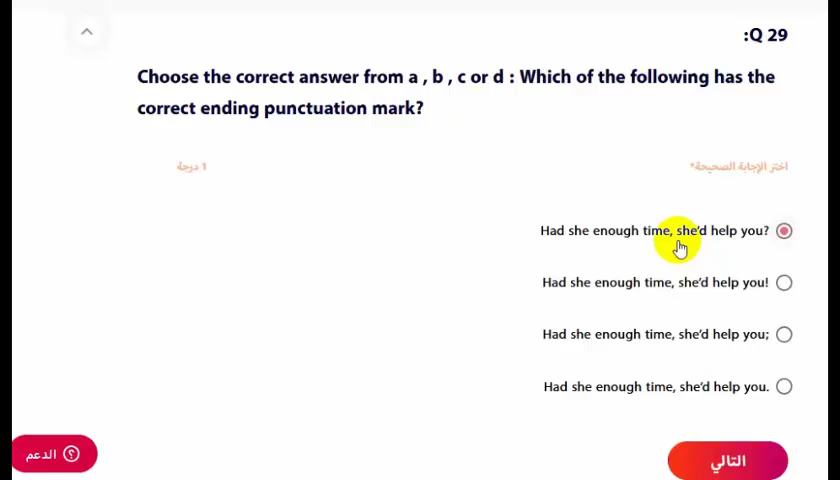 :Q 29
Choose the correct answer from a , b , c or d : Which of the following has the
correct ending punctuation mark?
اختر الإجابة الصحيحة*
1 درجة
Had she enough time, she'd help you?
Had she enough time, she'd help you!
Had she enough time, she'd help you;
Had she enough time, she'd help you.
الدعم
التالي